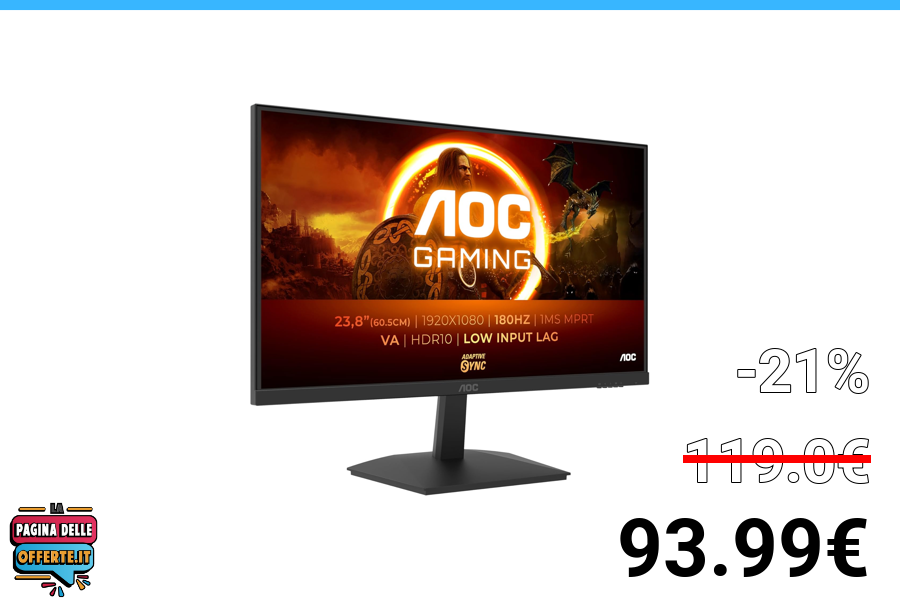 AOC
GAMING
23,8"(60.5CM) | 1920X1080 | 180HZ | 1MS MPRT
VA | HDR10 | LOW INPUT LAG
ADAPTIVE
SYNC
AOC
AOC
-21%
119.0€
93.99€
LA
PAGINA DELLE
OFFERTE.IT